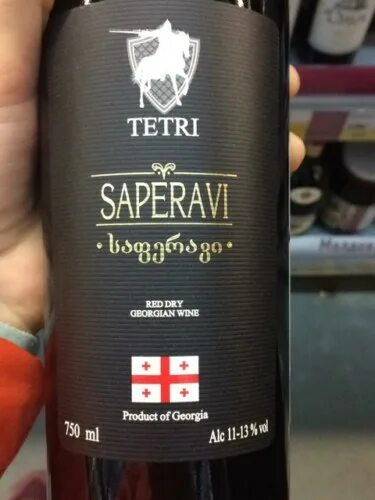 TETRI
SAPERAVI
• საფერავი •
RED DRY
GEORGIAN WINE
Product of Georgia
750 ml
Alc 11-13 % vol